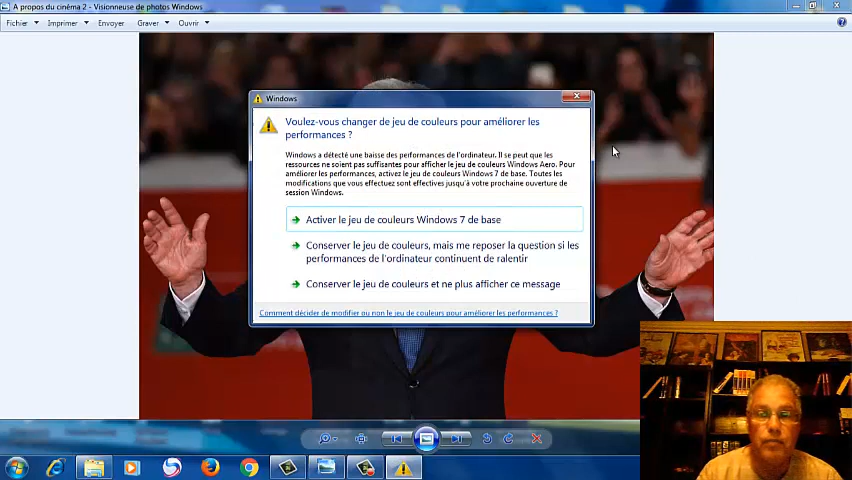 A propos du cinéma 2 - Visionneuse de photos Windows
Fichier Imprimer Envoyer Graver Ouvrir
Windows
Voulez-vous changer de jeu de couleurs pour améliorer les
performances ?
Windows a détecté une baisse des performances de l'ordinateur. Il se peut que les
ressources ne soient pas suffisantes pour afficher le jeu de couleurs Windows Aero. Pour
améliorer les performances, activez le jeu de couleurs Windows 7 de base. Toutes les
modifications que vous effectuez sont effectives jusqu'à votre prochaine ouverture de
session Windows.
Activer le jeu de couleurs Windows 7 de base
Conserver le jeu de couleurs, mais me reposer la question si les
performances de l'ordinateur continuent de ralentir
Conserver le jeu de couleurs et ne plus afficher ce message
Comment décider de modifier ou non le jeu de couleurs pour améliorer les performances ?